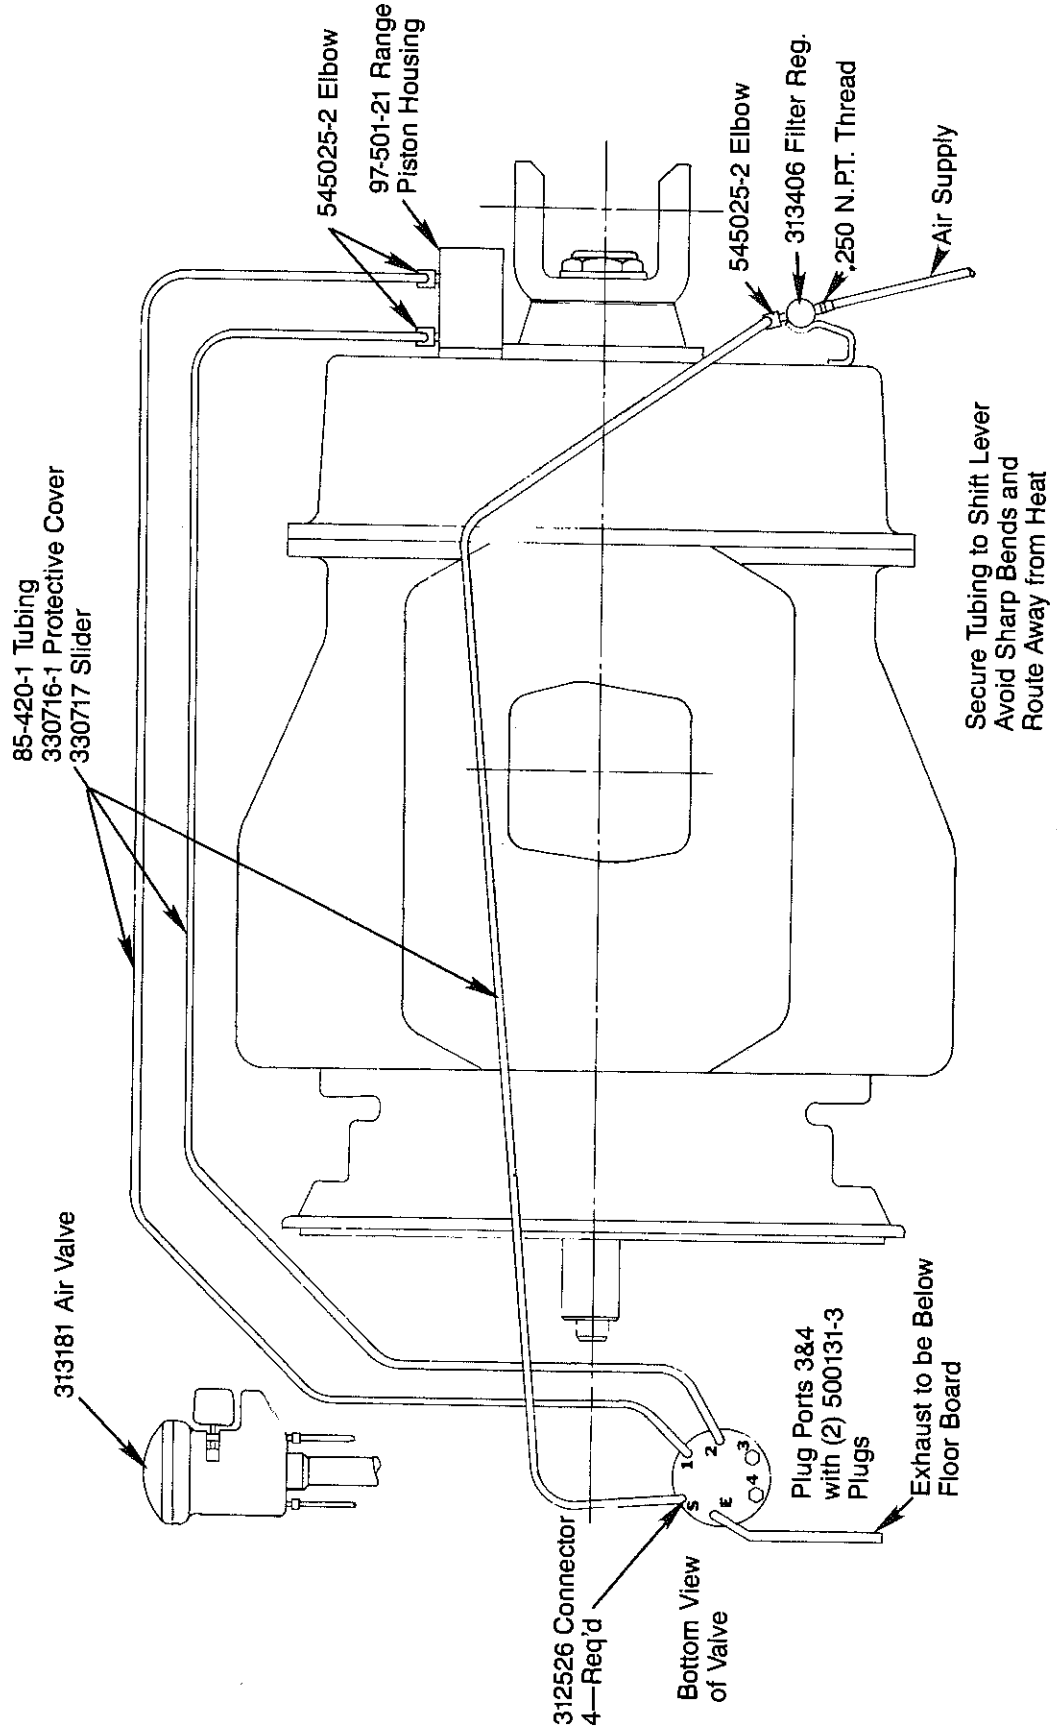 85-420-1 Tubing
330716-1 Protective Cover
330717 Slider
545025-2 Elbow
97-501-21 Range
Piston Housing
313181 Air Valve
545025-2 Elbow
313406 Filter Reg.
.250 N.P.T. Thread
Air Supply
312526 Connector
4—Req'd
S
1
2
E
4
3
Bottom View
of Valve
Plug Ports 3&4
with (2) 500131-3
Plugs
Exhaust to be Below
Floor Board
Secure Tubing to Shift Lever
Avoid Sharp Bends and
Route Away from Heat